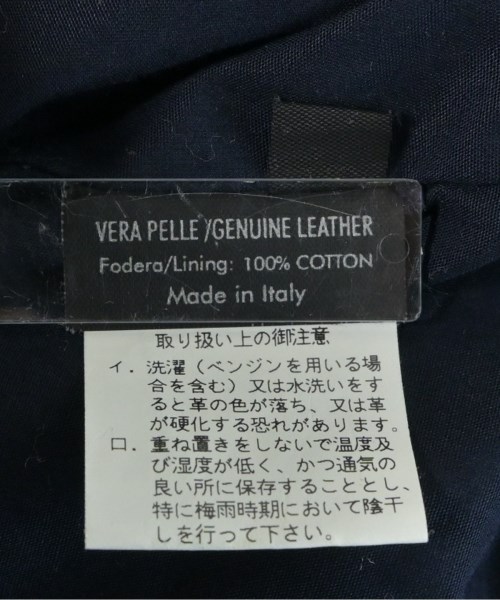 VERA PELLE/GENUINE LEATHER
Fodera/Lining: 100% COTTON
Made in Italy
取り扱い上の御注意
イ．洗濯（ベンジンを用いる場
合を含む）又は水洗いをす
ると革の色が落ち、又は革
が硬化する恐れがあります。
ロ．重ね置きをしないで温度及
び湿度が低く、かつ通気の
良い所に保存することとし、
特に梅雨時期において陰干
しを行って下さい。